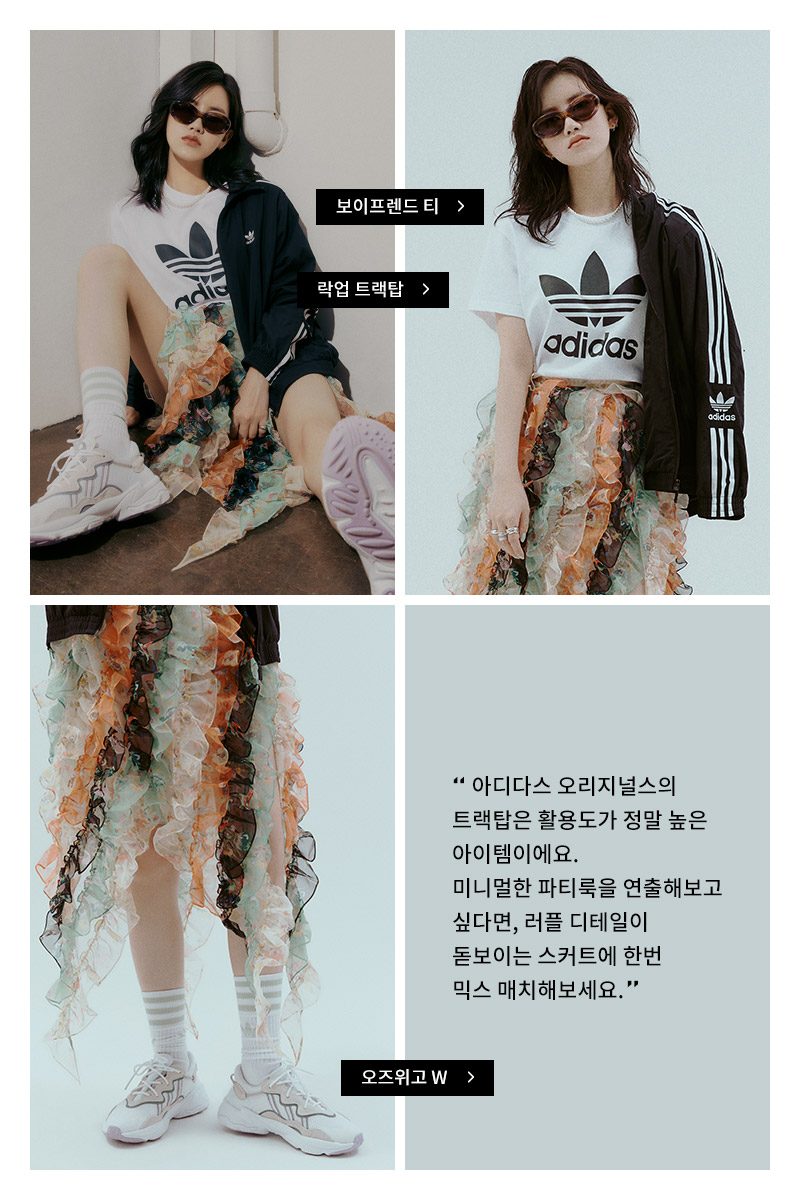 보이프렌드 티 >
락업 트랙탑 >
adidas
adidas
adidas
“ 아디다스 오리지널스의
트랙탑은 활용도가 정말 높은
아이템이에요.
미니멀한 파티룩을 연출해보고
싶다면, 러플 디테일이
돋보이는 스커트에 한번
믹스 매치해보세요.”
오즈위고 W >